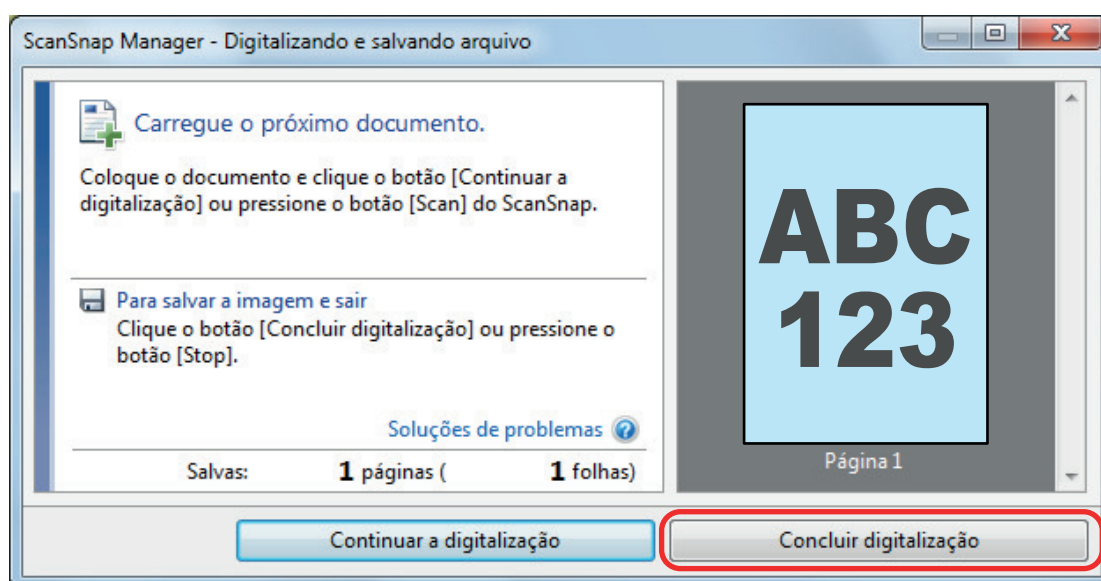 ScanSnap Manager - Digitalizando e salvando arquivo
Carregue o próximo documento.
Coloque o documento e clique o botão [Continuar a
digitalização] ou pressione o botão [Scan] do ScanSnap.
Para salvar a imagem e sair
Clique o botão [Concluir digitalização] ou pressione o
botão [Stop].
Soluções de problemas
Salvas: 1 páginas ( 1 folhas)
ABC
123
Página 1
Continuar a digitalização
Concluir digitalização